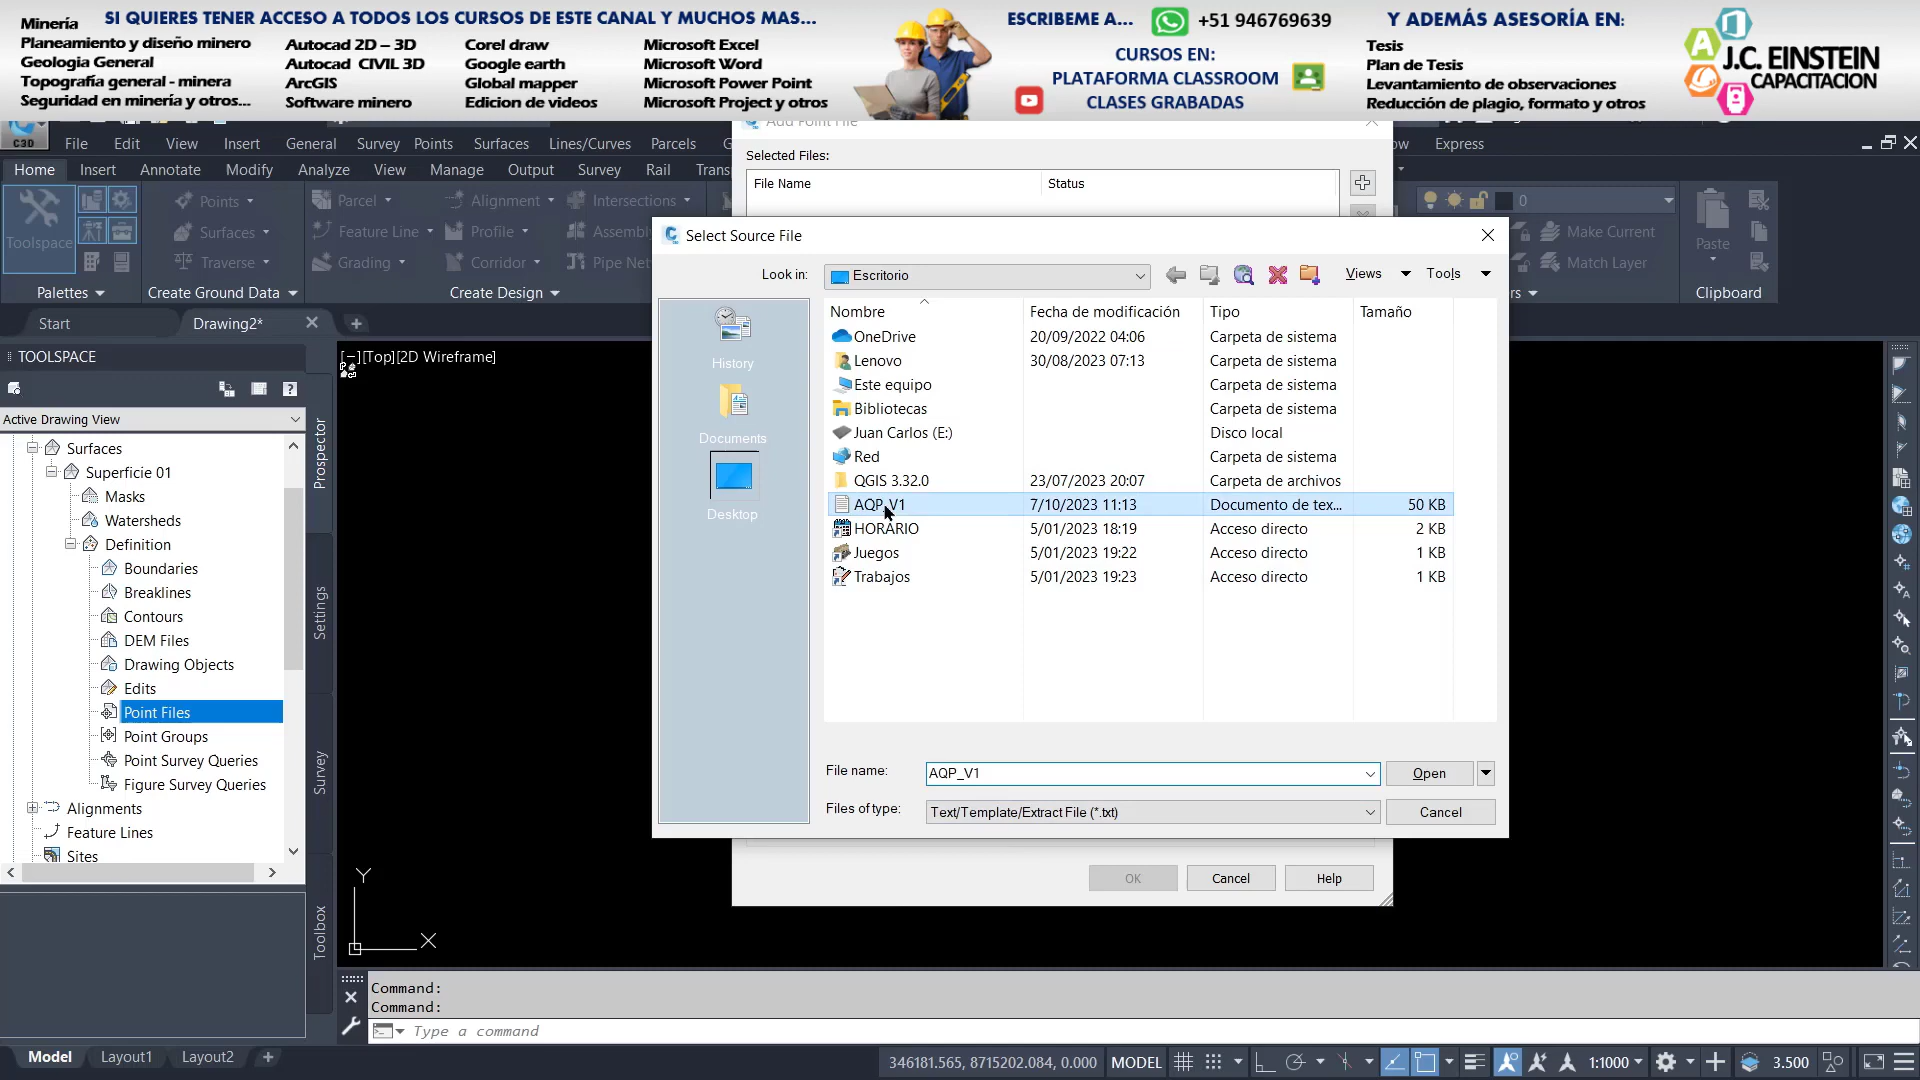 SI QUIERES TENER ACCESO A TODOS LOS CURSOS DE ESTE CANAL Y MUCHOS MAS...
Minería
Planeamiento y diseño minero
Geologia General
Topografía general - minera
Seguridad en minería y otros...
Autocad 2D – 3D
Autocad CIVIL 3D
ArcGIS
Software minero
Corel draw
Google earth
Global mapper
Edicion de videos
Microsoft Excel
Microsoft Word
Microsoft Power Point
Microsoft Project y otros
ESCRIBEME A... +51 946769639
CURSOS EN:
PLATAFORMA CLASSROOM
CLASES GRABADAS
Y ADEMÁS ASESORÍA EN:
Tesis
Plan de Tesis
Levantamiento de observaciones
Reducción de plagio, formato y otros
J.C. EINSTEIN
CAPACITACION
C3D
File Edit View Insert General Survey Points Surfaces Lines/Curves Parcels Express
Home Insert Annotate Modify Analyze View Manage Output Survey Rail
Toolspace
Palettes
Points
Surfaces
Traverse
Create Ground Data
Parcel
Feature Line
Grading
Alignment
Profile
Corridor
Intersections
Create Design
0
Make Current
Match Layer
Paste
Clipboard
Start
Drawing2*
Add Point File
Selected Files:
File Name Status
TOOLSPACE
Active Drawing View
Surfaces
Superficie 01
Masks
Watersheds
Definition
Boundaries
Breaklines
Contours
DEM Files
Drawing Objects
Edits
Point Files
Point Groups
Point Survey Queries
Figure Survey Queries
Alignments
Feature Lines
Sites
Prospector
Settings
Survey
Toolbox
[−][Top][2D Wireframe]
Select Source File
Look in: Escritorio Views Tools
History
Documents
Desktop
Nombre Fecha de modificación Tipo Tamaño
OneDrive 20/09/2022 04:06 Carpeta de sistema
Lenovo 30/08/2023 07:13 Carpeta de sistema
Este equipo Carpeta de sistema
Bibliotecas Carpeta de sistema
Juan Carlos (E:) Disco local
Red Carpeta de sistema
QGIS 3.32.0 23/07/2023 20:07 Carpeta de archivos
AQP_V1 7/10/2023 11:13 Documento de tex... 50 KB
HORARIO 5/01/2023 18:19 Acceso directo 2 KB
Juegos 5/01/2023 19:22 Acceso directo 1 KB
Trabajos 5/01/2023 19:23 Acceso directo 1 KB
File name: AQP_V1 Open
Files of type: Text/Template/Extract File (*.txt) Cancel
OK Cancel Help
Y
X
Command:
Command:
Type a command
Model Layout1 Layout2
346181.565, 8715202.084, 0.000 MODEL 1:1000 3.500